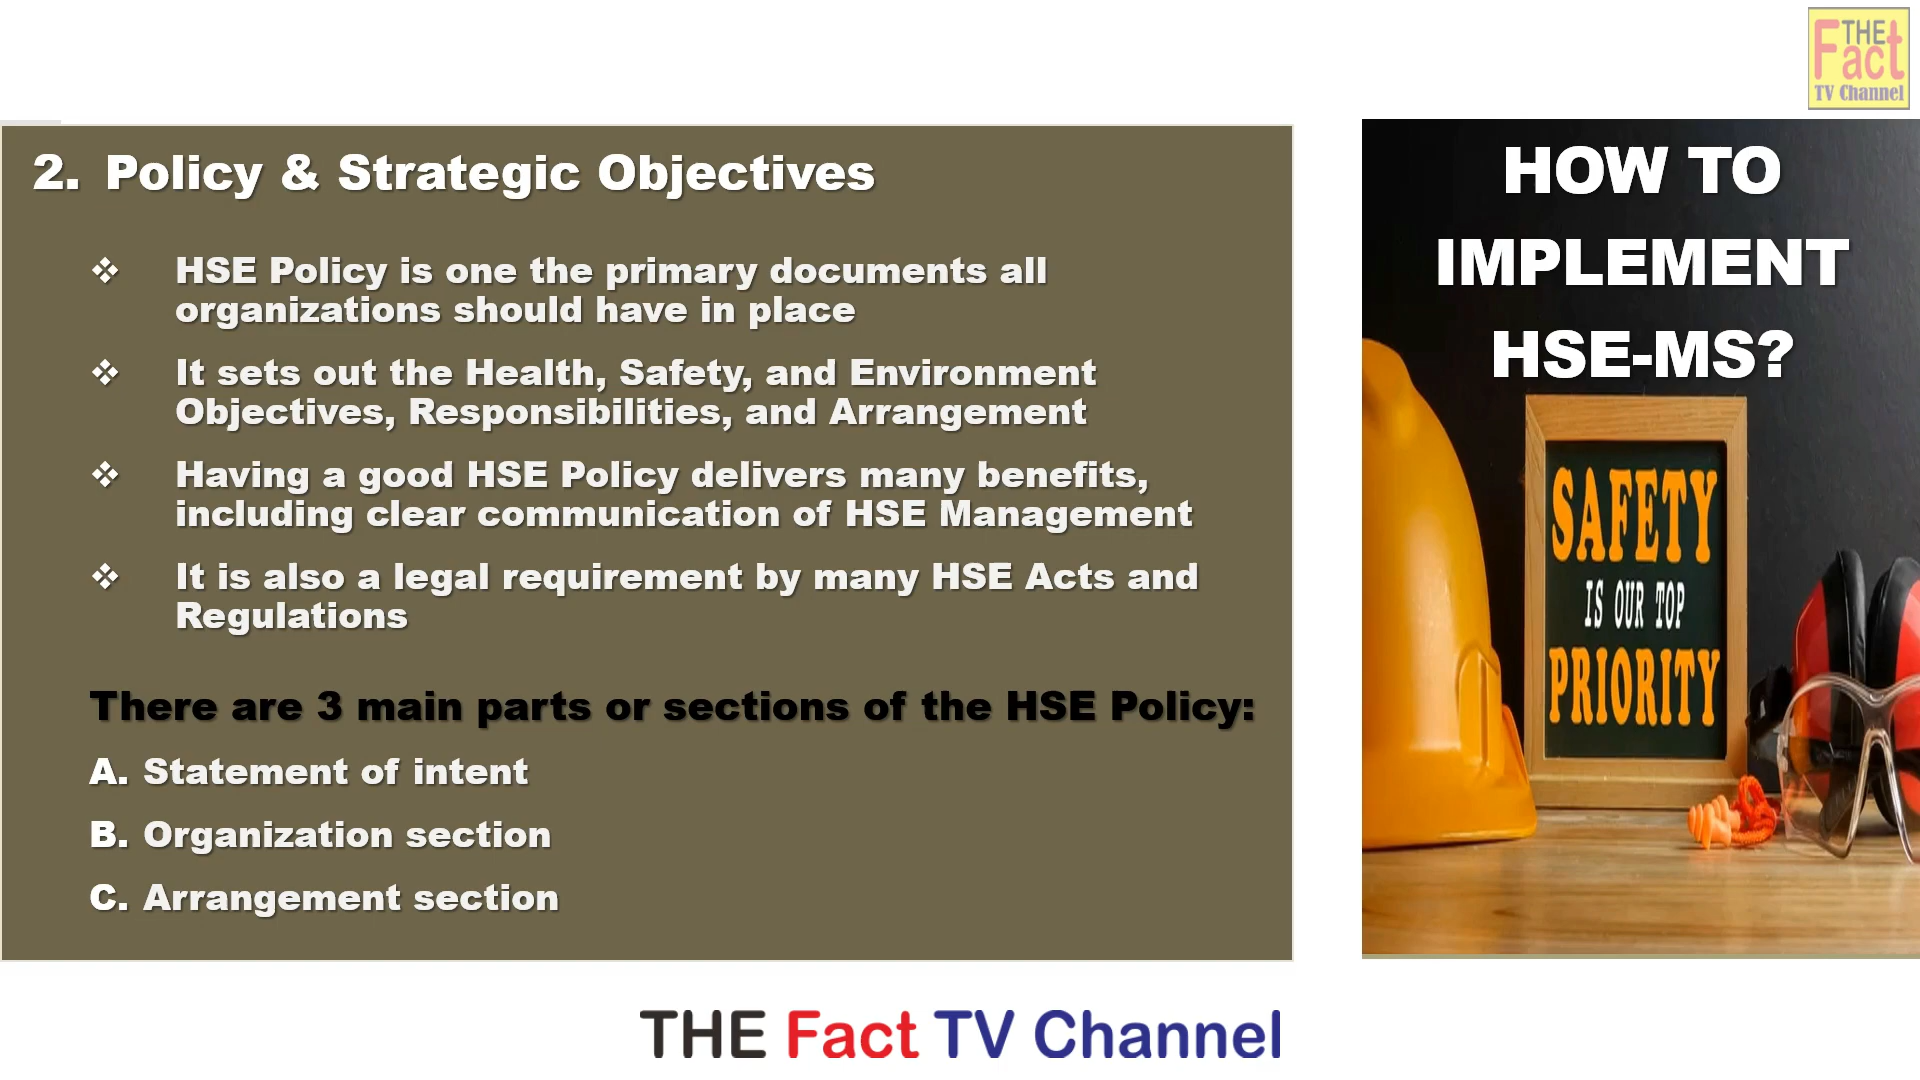 THE
Fact
TV Channel
2. Policy & Strategic Objectives
❖ HSE Policy is one the primary documents all
organizations should have in place
❖ It sets out the Health, Safety, and Environment
Objectives, Responsibilities, and Arrangement
❖ Having a good HSE Policy delivers many benefits,
including clear communication of HSE Management
❖ It is also a legal requirement by many HSE Acts and
Regulations
There are 3 main parts or sections of the HSE Policy:
A. Statement of intent
B. Organization section
C. Arrangement section
HOW TO
IMPLEMENT
HSE-MS?
SAFETY
IS OUR TOP
PRIORITY
THE Fact TV Channel